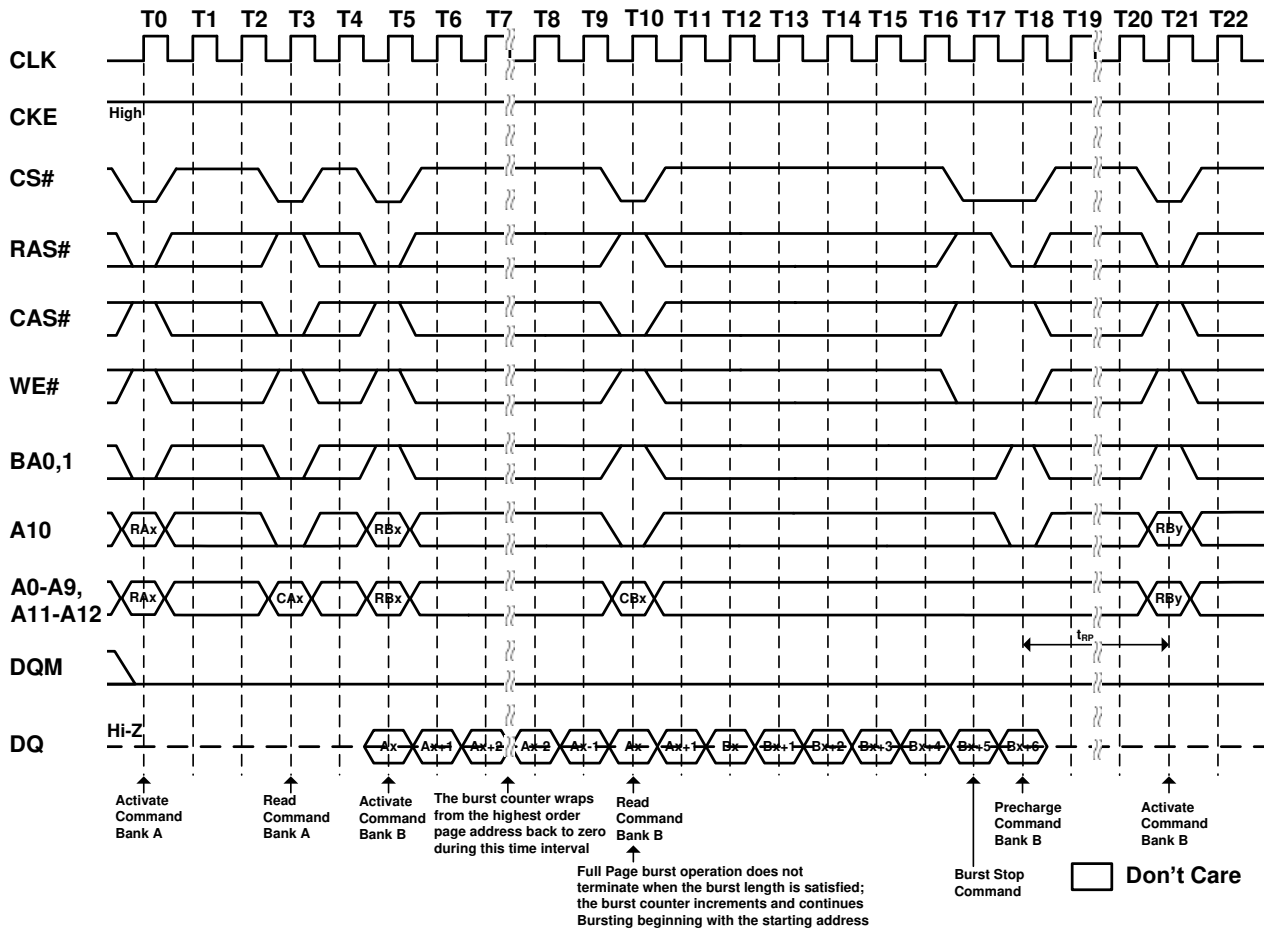 T0 T1 T2 T3 T4 T5 T6 T7 T8 T9 T10 T11 T12 T13 T14 T15 T16 T17 T18 T19 T20 T21 T22
CLK
CKE
High
CS#
RAS#
CAS#
WE#
BA0,1
A10
RAx RBx RBy
A0-A9,
A11-A12
RAx CAx RBx CBx RBy
tRP
DQM
DQ
Hi-Z
Ax Ax+1 Ax+2 Ax-2 Ax-1 Ax Ax+1 Bx Bx+1 Bx+2 Bx+3 Bx+4 Bx+5 Bx+6
Activate
Command
Bank A
Read
Command
Bank A
Activate
Command
Bank B
The burst counter wraps
from the highest order
page address back to zero
during this time interval
Read
Command
Bank B
Full Page burst operation does not
terminate when the burst length is satisfied;
the burst counter increments and continues
Bursting beginning with the starting address
Burst Stop
Command
Precharge
Command
Bank B
Activate
Command
Bank B
Don't Care